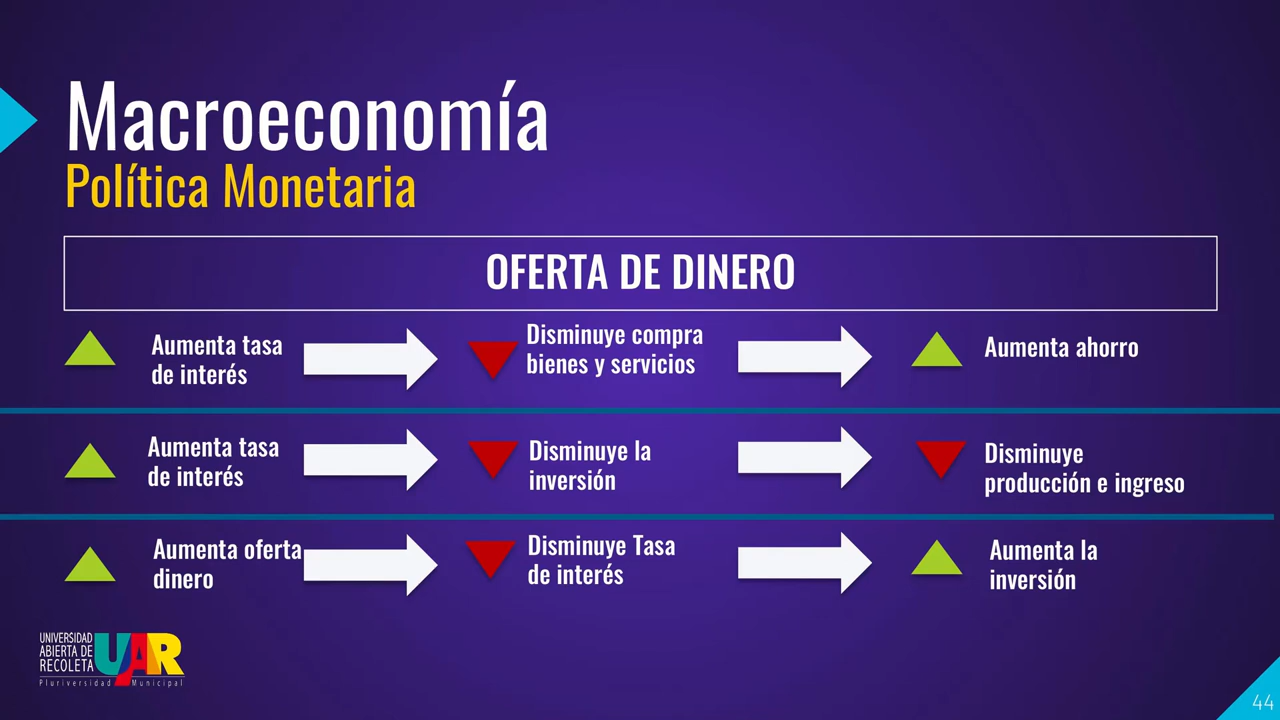 Macroeconomía
Política Monetaria
OFERTA DE DINERO
Aumenta tasa
de interés
Disminuye compra
bienes y servicios
Aumenta ahorro
Aumenta tasa
de interés
Disminuye la
inversión
Disminuye
producción e ingreso
Aumenta oferta
dinero
Disminuye Tasa
de interés
Aumenta la
inversión
UNIVERSIDAD
ABIERTA DE
RECOLETA
UAR
Pluriversidad Municipal
44